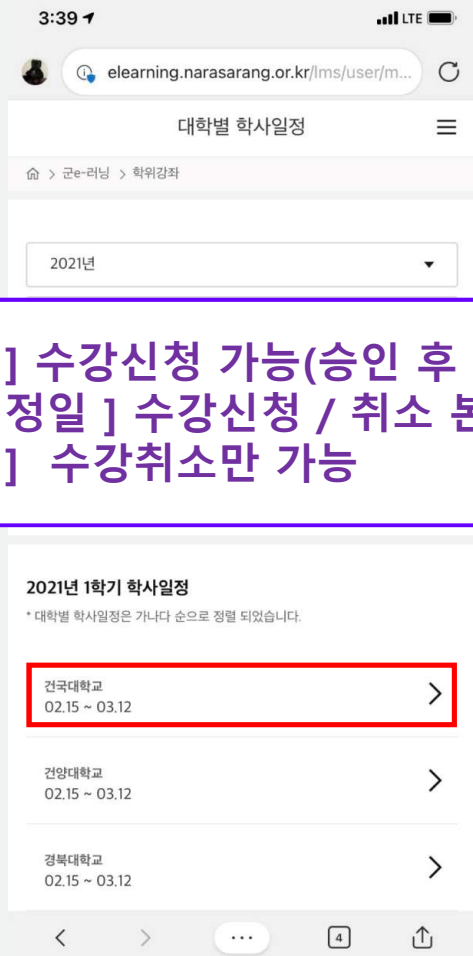 3:39
LTE
elearning.narasarang.or.kr/lms/user/m...
대학별 학사일정
군e-러닝 > 학위강좌
2021년
] 수강신청 가능(승인 후
정일 ] 수강신청 / 취소
] 수강취소만 가능
2021년 1학기 학사일정
* 대학별 학사일정은 가나다 순으로 정렬 되었습니다.
건국대학교
02.15 ~ 03.12
건양대학교
02.15 ~ 03.12
경북대학교
02.15 ~ 03.12
4